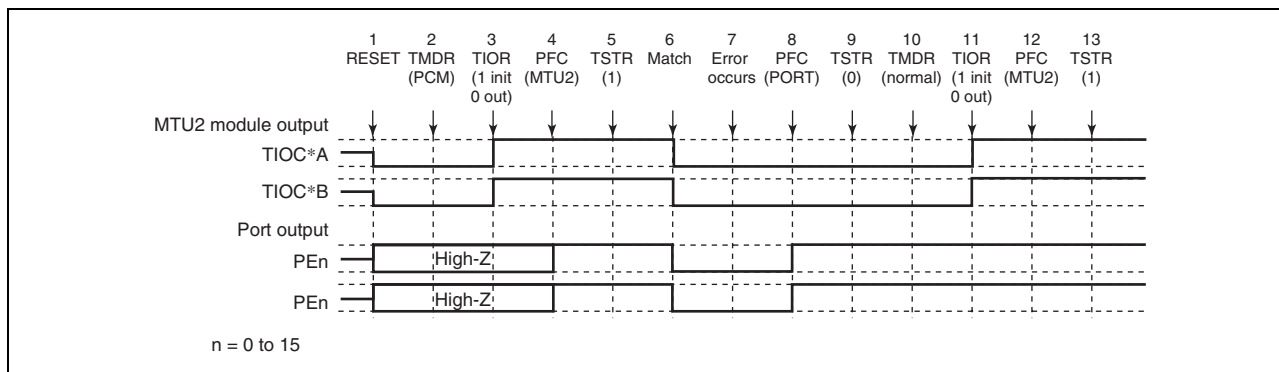 1 2 3 4 5 6 7 8 9 10 11 12 13
RESET TMDR TIOR PFC TSTR Match Error PFC TSTR TMDR TIOR PFC TSTR
(PCM) (1 init (MTU2) (1) occurs (PORT) (0) (normal) (1 init (MTU2) (1)
0 out) 0 out)
MTU2 module output
TIOC*A
TIOC*B
Port output
PEn High-Z
PEn High-Z
n = 0 to 15